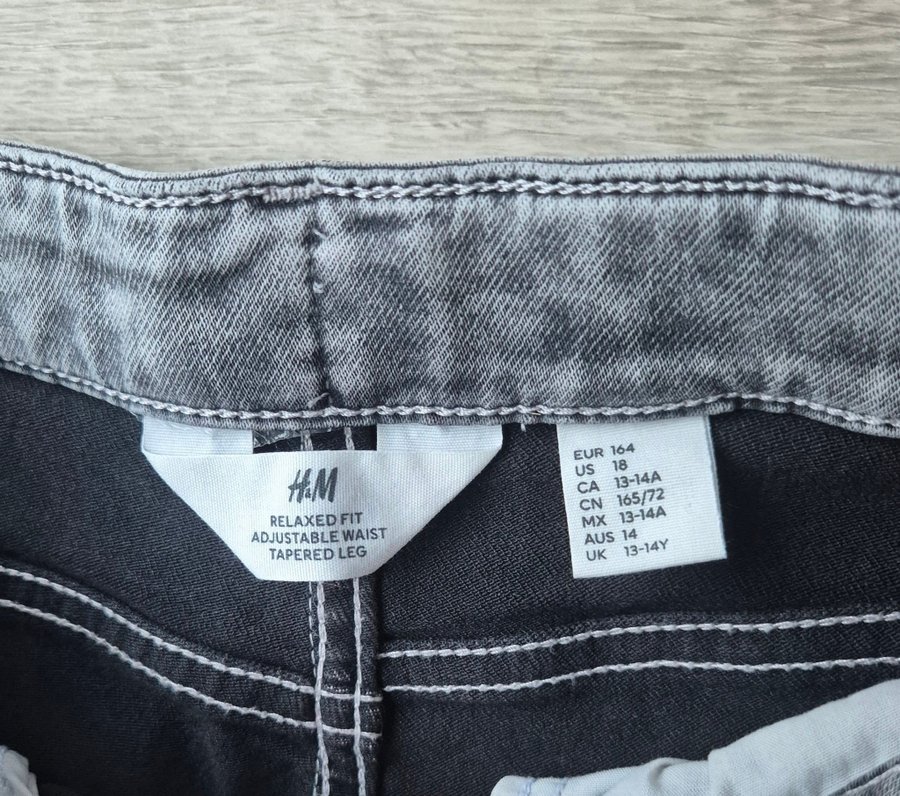 H&M
RELAXED FIT
ADJUSTABLE WAIST
TAPERED LEG
EUR 164
US 18
CA 13-14A
CN 165/72
MX 13-14A
AUS 14
UK 13-14Y